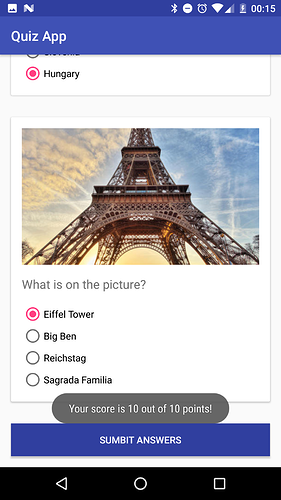 00:15
Quiz App
Slovenia
Hungary
What is on the picture?
Eiffel Tower
Big Ben
Reichstag
Sagrada Familia
Your score is 10 out of 10 points!
SUMBIT ANSWERS